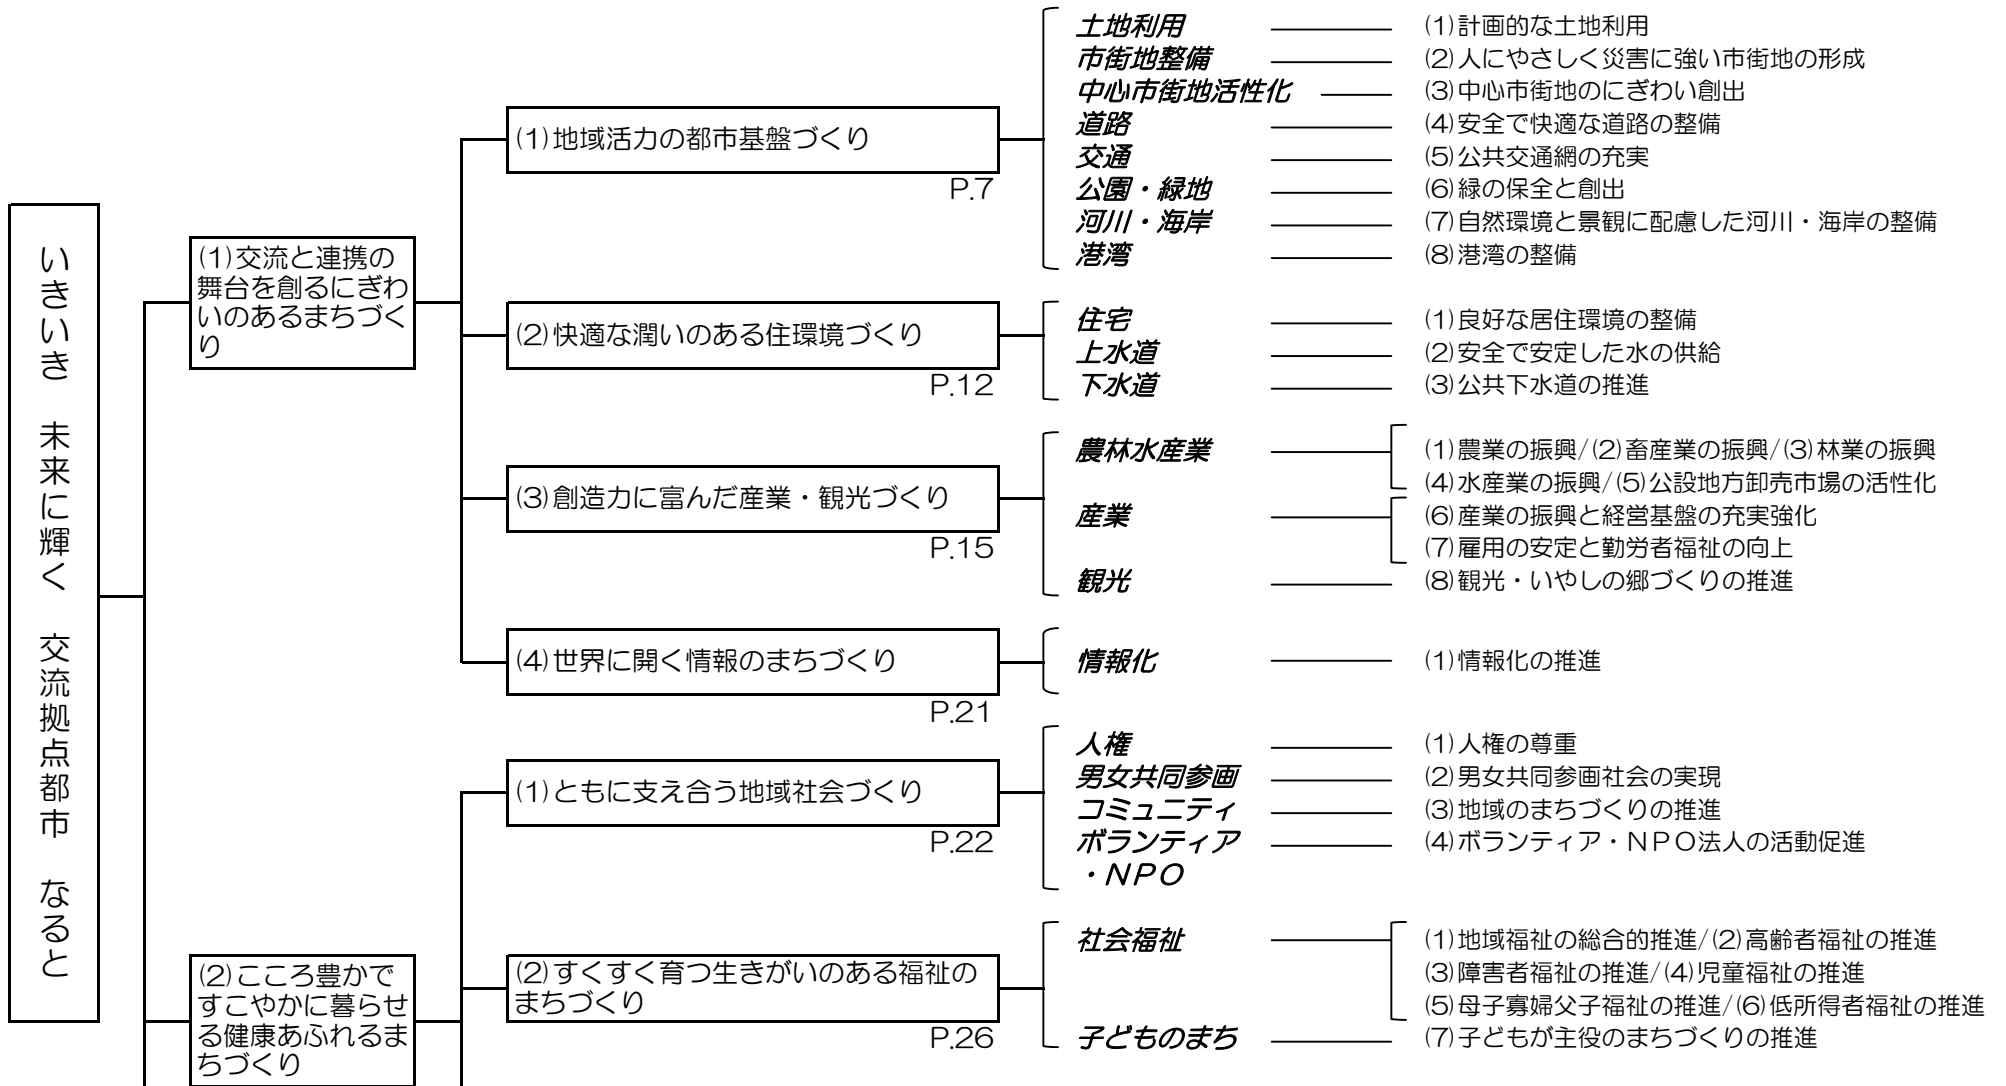 いきいき　未来に輝く　交流拠点都市　なると
(1)交流と連携の
舞台を創るにぎわ
いのあるまちづく
り
(1)地域活力の都市基盤づくり
P.7
土地利用 (1)計画的な土地利用
市街地整備 (2)人にやさしく災害に強い市街地の形成
中心市街地活性化 (3)中心市街地のにぎわい創出
道路 (4)安全で快適な道路の整備
交通 (5)公共交通網の充実
公園・緑地 (6)緑の保全と創出
河川・海岸 (7)自然環境と景観に配慮した河川・海岸の整備
港湾 (8)港湾の整備
(2)快適な潤いのある住環境づくり
P.12
住宅 (1)良好な居住環境の整備
上水道 (2)安全で安定した水の供給
下水道 (3)公共下水道の推進
(3)創造力に富んだ産業・観光づくり
P.15
農林水産業 (1)農業の振興/(2)畜産業の振興/(3)林業の振興
(4)水産業の振興/(5)公設地方卸売市場の活性化
産業 (6)産業の振興と経営基盤の充実強化
(7)雇用の安定と勤労者福祉の向上
観光 (8)観光・いやしの郷づくりの推進
(4)世界に開く情報のまちづくり
P.21
情報化 (1)情報化の推進
(2)こころ豊かで
すこやかに暮らせ
る健康あふれるま
ちづくり
(1)ともに支え合う地域社会づくり
P.22
人権 (1)人権の尊重
男女共同参画 (2)男女共同参画社会の実現
コミュニティ (3)地域のまちづくりの推進
ボランティア (4)ボランティア・NPO法人の活動促進
・NPO
(2)すくすく育つ生きがいのある福祉の
まちづくり
P.26
社会福祉 (1)地域福祉の総合的推進/(2)高齢者福祉の推進
(3)障害者福祉の推進/(4)児童福祉の推進
(5)母子寡婦父子福祉の推進/(6)低所得者福祉の推進
子どものまち (7)子どもが主役のまちづくりの推進